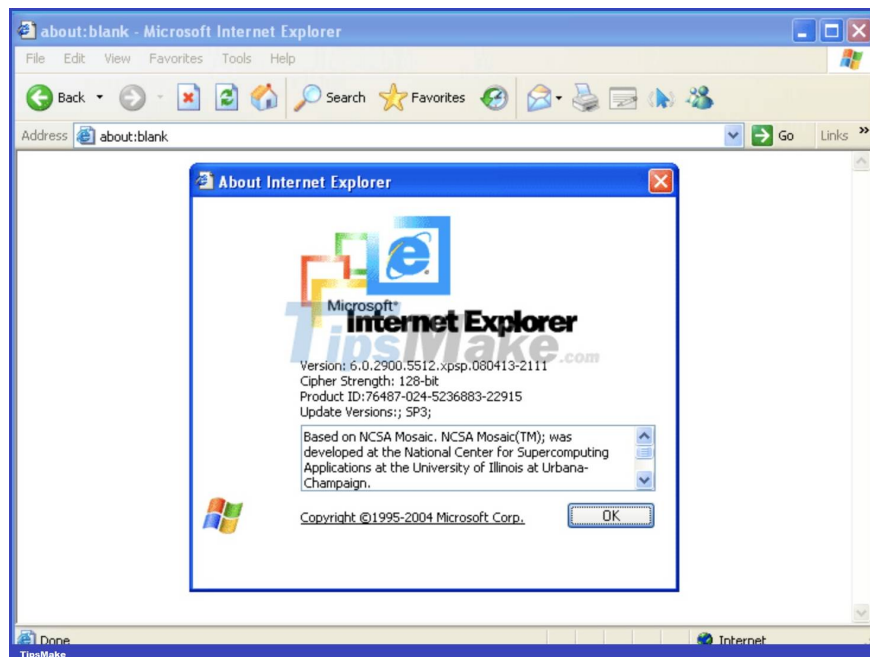 about:blank - Microsoft Internet Explorer
File Edit View Favorites Tools Help
Back Search Favorites
Address about:blank Go Links »
About Internet Explorer
Microsoft®
Internet Explorer
TipsMake.com
Version: 6.0.2900.5512.xpsp.080413-2111
Cipher Strength: 128-bit
Product ID:76487-024-5236883-22915
Update Versions:; SP3;
Based on NCSA Mosaic. NCSA Mosaic(TM); was
developed at the National Center for Supercomputing
Applications at the University of Illinois at Urbana-
Champaign.
Copyright ©1995-2004 Microsoft Corp. OK
Done Internet
TipsMake